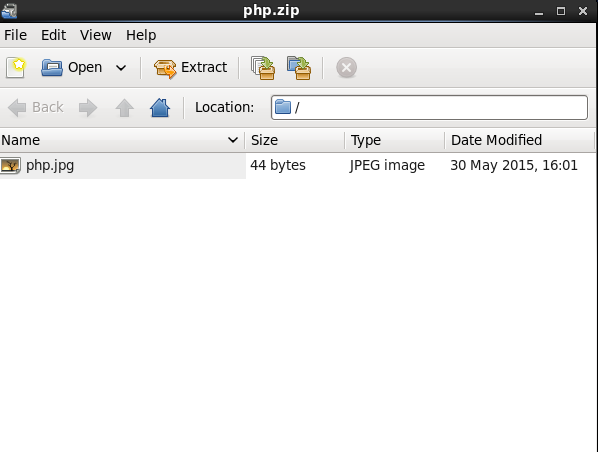 php.zip
File Edit View Help
Open Extract
Back Location: /
Name Size Type Date Modified
php.jpg 44 bytes JPEG image 30 May 2015, 16:01